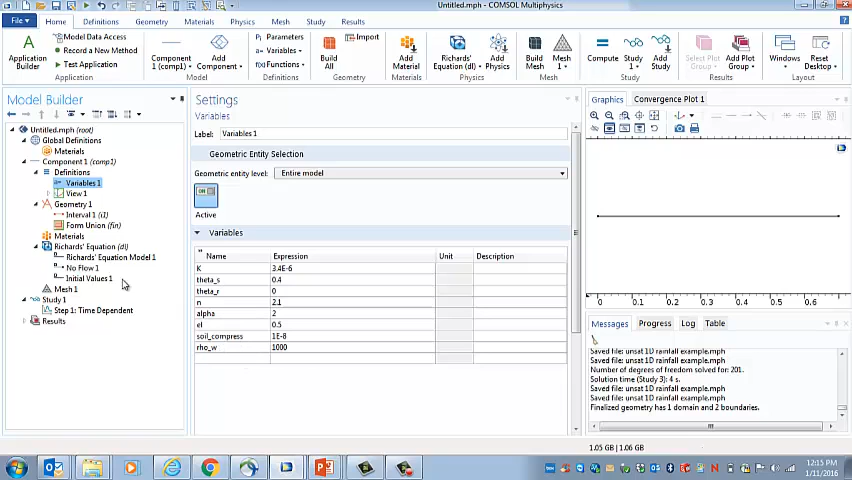 Untitled.mph - COMSOL Multiphysics
File
Home
Definitions
Geometry
Materials
Physics
Mesh
Study
Results
Application Builder
Model Data Access
Record a New Method
Test Application
Application
Component 1 (comp1)
Add Component
Model
Pi Parameters
a= Variables
f(x) Functions
Definitions
Build All
Import
Geometry
Add Material
Materials
Richards' Equation (dl)
Add Physics
Physics
Build Mesh
Mesh 1
Mesh
Compute
Study 1
Add Study
Study
Select Plot Group
Add Plot Group
Results
Windows
Reset Desktop
Layout
Model Builder
Untitled.mph (root)
Global Definitions
Materials
Component 1 (comp1)
Definitions
Variables 1
View 1
Geometry 1
Interval 1 (i1)
Form Union (fin)
Materials
Richards' Equation (dl)
Richards' Equation Model 1
No Flow 1
Initial Values 1
Mesh 1
Study 1
Step 1: Time Dependent
Results
Settings
Variables
Label: Variables 1
Geometric Entity Selection
Geometric entity level: Entire model
Active
Variables
Name Expression Unit Description
K 3.4E-6
theta_s 0.4
theta_r 0
n 2.1
alpha 2
el 0.5
soil_compress 1E-8
rho_w 1000
Graphics Convergence Plot 1
0 0.1 0.2 0.3 0.4 0.5 0.6
Messages Progress Log Table
Saved file: unsat 1D rainfall example.mph
Saved file: unsat 1D rainfall example.mph
Number of degrees of freedom solved for: 201.
Solution time (Study 3): 4 s.
Saved file: unsat 1D rainfall example.mph
Saved file: unsat 1D rainfall example.mph
Finalized geometry has 1 domain and 2 boundaries.
1.05 GB | 1.06 GB
12:15 PM
1/11/2016